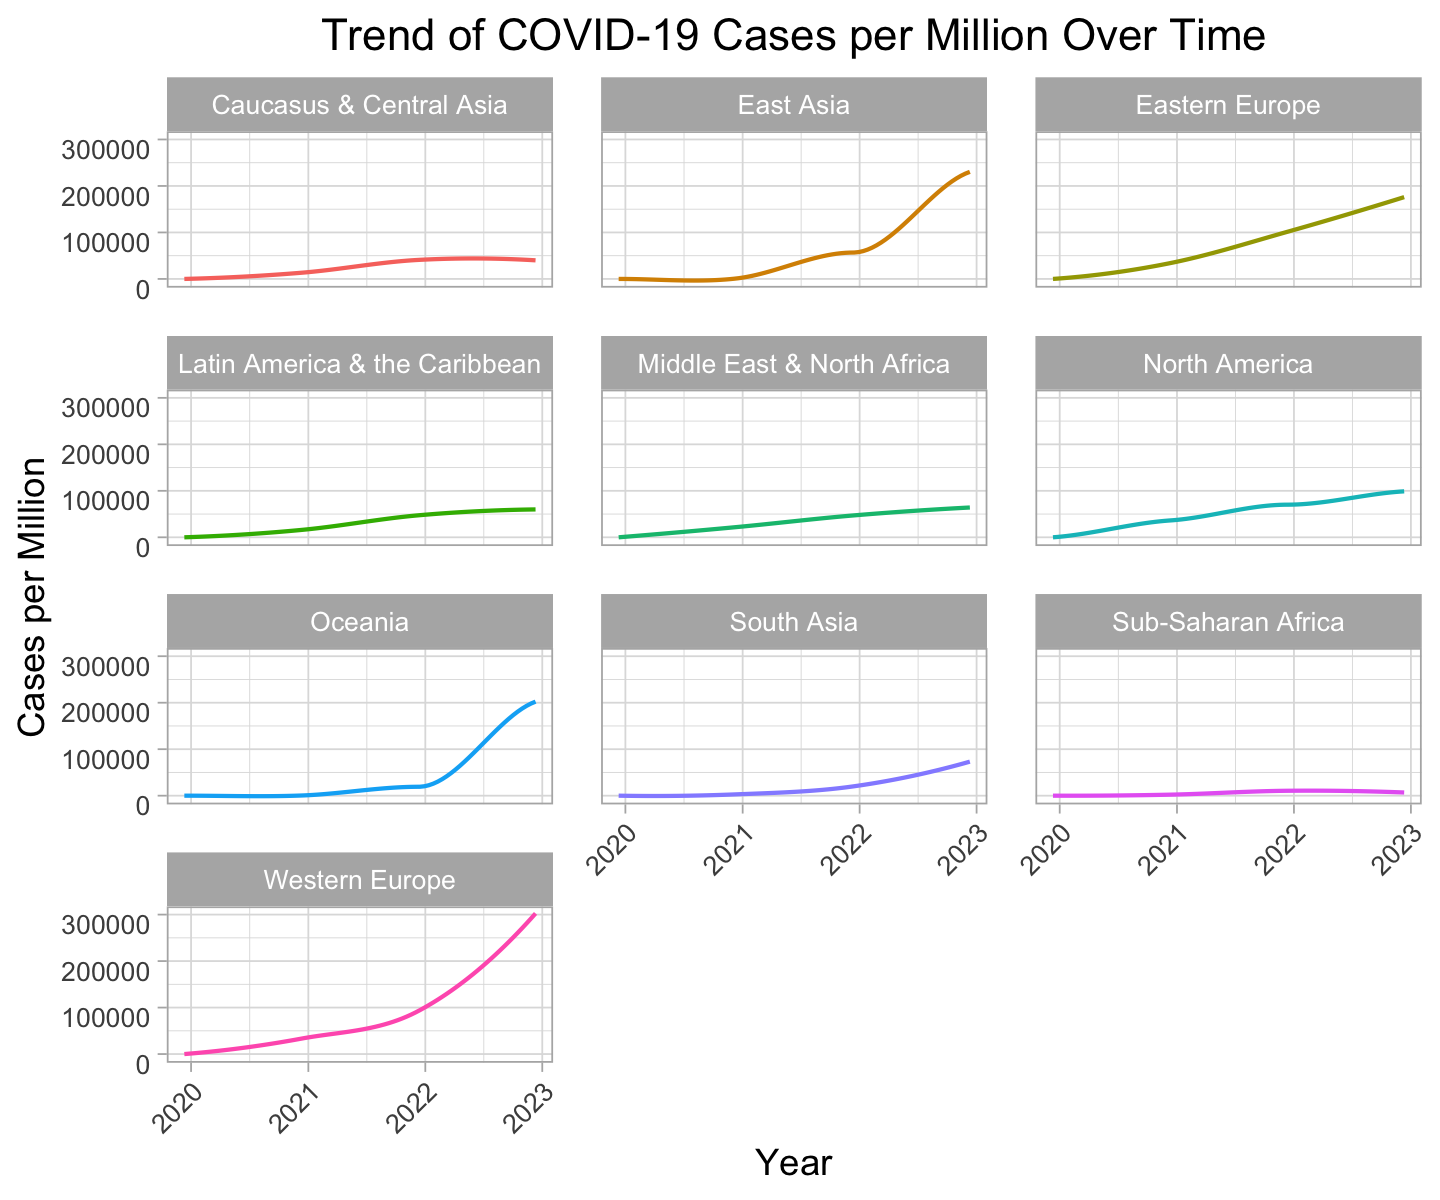 Trend of COVID-19 Cases per Million Over Time
Caucasus & Central Asia
East Asia
Eastern Europe
300000
200000
100000
0
Latin America & the Caribbean
Middle East & North Africa
North America
300000
200000
100000
0
Cases per Million
Oceania
South Asia
Sub-Saharan Africa
300000
200000
100000
0
2020 2021 2022 2023
2020 2021 2022 2023
Western Europe
300000
200000
100000
0
2020 2021 2022 2023
Year